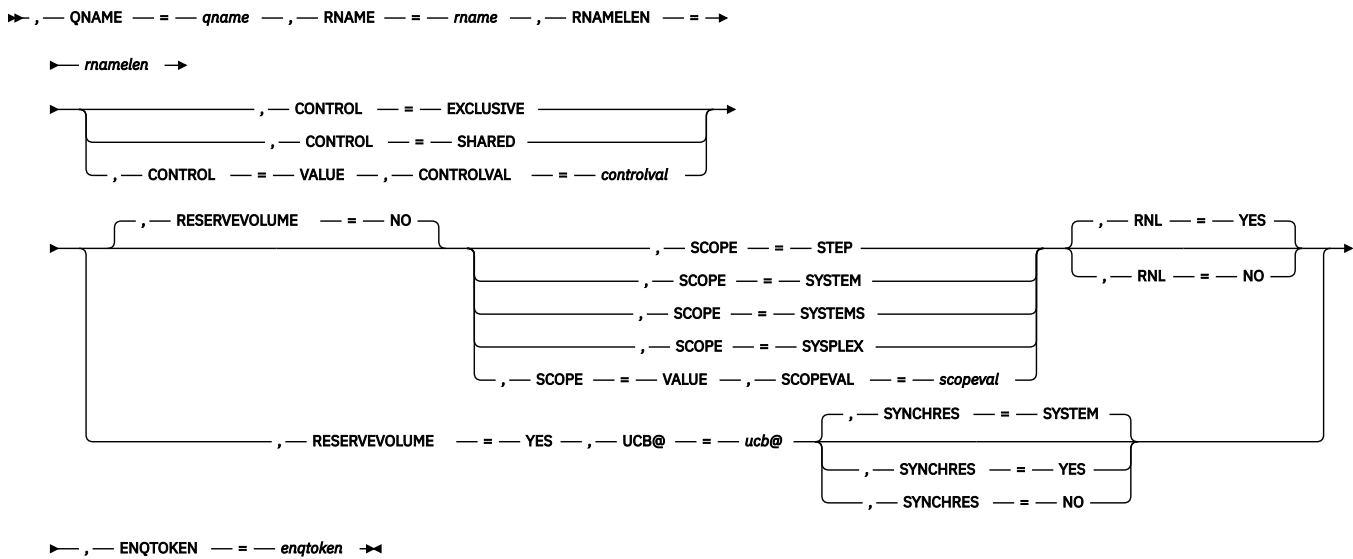 , QNAME = qname , RNAME = rname , RNAMELEN =
rnamelen
, CONTROL = EXCLUSIVE
, CONTROL = SHARED
, CONTROL = VALUE , CONTROLVAL = controlval
, RESERVEVOLUME = NO
, SCOPE = STEP
, SCOPE = SYSTEM
, SCOPE = SYSTEMS
, SCOPE = SYSPLEX
, SCOPE = VALUE , SCOPEVAL = scopeval
, RNL = YES
, RNL = NO
, RESERVEVOLUME = YES , UCB@ = ucb@
, SYNCHRES = SYSTEM
, SYNCHRES = YES
, SYNCHRES = NO
, ENQTOKEN = enqtoken